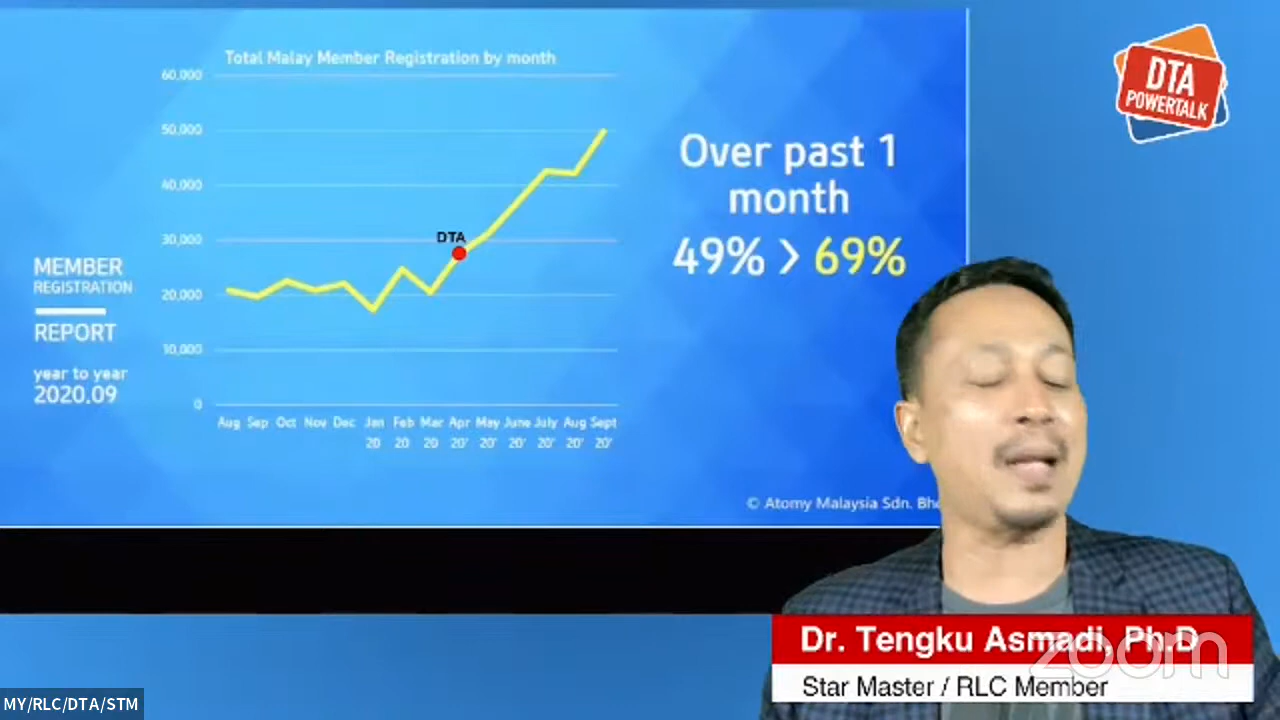 Total Malay Member Registration by month
60,000
50,000
40,000
30,000
20,000
10,000
0
DTA
Aug Sep Oct Nov Dec Jan Feb Mar Apr May June July Aug Sept
20 20 20 20' 20' 20' 20' 20' 20'
MEMBER
REGISTRATION
REPORT
year to year
2020.09
Over past 1
month
49% > 69%
© Atomy Malaysia Sdn. Bh
DTA
POWERTALK
Dr. Tengku Asmadi, Ph.D
zoom
Star Master / RLC Member
MY/RLC/DTA/STM